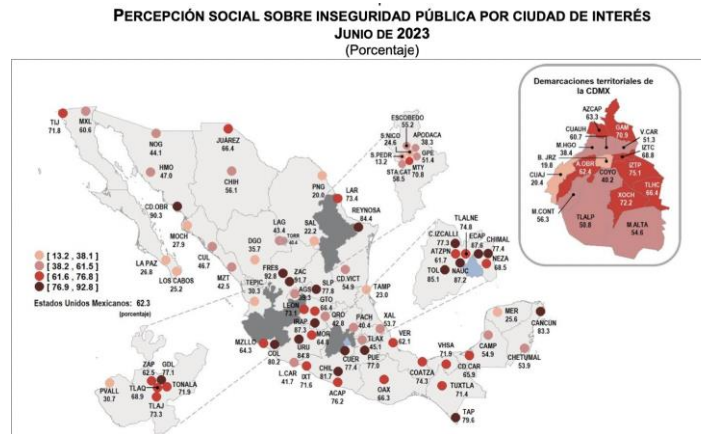 PERCEPCIÓN SOCIAL SOBRE INSEGURIDAD PÚBLICA POR CIUDAD DE INTERÉS
JUNIO DE 2023
(Porcentaje)
Demarcaciones territoriales de
la CDMX
AZCAP
63.3
GAM
70.9
CUAUH
60.7
V.CAR
51.3
M.HGO
38.4
IZTC
68.8
B. JRZ
19.8
A.OBR
62.4
COYO
40.2
IZTP
75.1
CUAJ
20.4
TLHC
66.4
XOCH
72.2
M.CONT
56.3
TLALP
50.8
M.ALTA
54.6
TIJ
71.8
MXL
60.6
NOG
44.1
JUÁREZ
66.4
HMO
47.0
CHIH
56.1
CD.OBR
90.3
MOCH
27.9
LA PAZ
26.8
LOS CABOS
25.2
CUL
46.7
MZT
42.5
DGO
35.7
LAG
43.4
TORR
SAL
22.2
PNG
20.0
LAR
73.4
REYNOSA
84.4
ESCOBEDO
55.2
S.NICO
24.6
APODACA
38.3
S.PEDR
13.2
GPE
51.4
STA.CAT
MTY
70.8
FRES
92.8
ZAC
91.7
SLP
77.8
CD.VICT
54.9
TAMP
23.0
TEPIC
AGS
LEÓN
73.1
GTO
66.4
IRAP
87.3
QRO
42.8
PACH
40.4
XAL
53.7
TLAX
45.1
VER
62.1
MZLLO
64.3
COL
80.2
URU
84.8
MOR
64.8
L.CAR
41.7
IXT
71.6
CHIL
81.7
ACAP
76.2
CUER
77.4
PUE
77.0
OAX
66.3
COATZA
74.3
VHSA
71.9
CD.CAR
65.9
TUXTLA
71.4
TAP
79.6
CAMP
54.9
MER
25.6
CANCÚN
83.3
CHETUMAL
53.9
TLALNE
74.8
C.IZCALLI
77.3
ECAP
87.6
CHIMAL
77.4
ATZPN
61.7
NEZA
68.5
TOL
85.1
NAUC
87.2
[ 13.2, 38.1]
[ 38.2, 61.5]
[ 61.6, 76.8]
[ 76.9, 92.8]
Estados Unidos Mexicanos: 62.3
(porcentaje)
ZAP
62.5
GDL
77.1
PVALL
30.7
TLAQ
68.9
TONALA
71.9
TLAJ
73.3